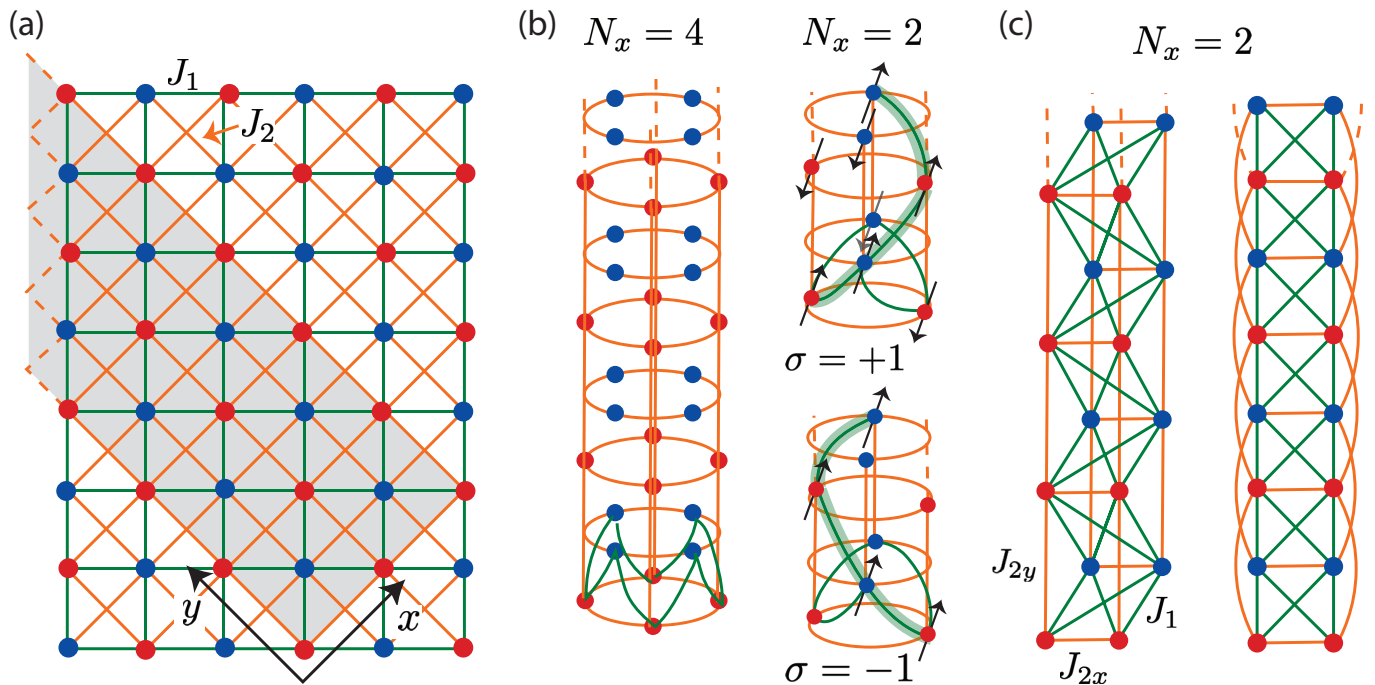 (a)
J₁
J₂
y
x
(b)
Nₓ = 4
Nₓ = 2
σ = +1
σ = −1
(c)
Nₓ = 2
J₂y
J₁
J₂ₓ